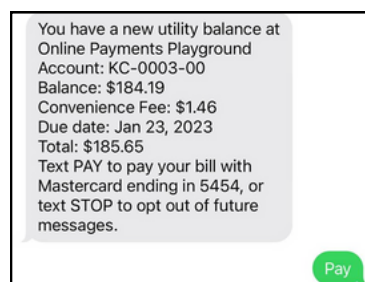 You have a new utility balance at
Online Payments Playground
Account: KC-0003-00
Balance: $184.19
Convenience Fee: $1.46
Due date: Jan 23, 2023
Total: $185.65
Text PAY to pay your bill with
Mastercard ending in 5454, or
text STOP to opt out of future
messages.
Pay